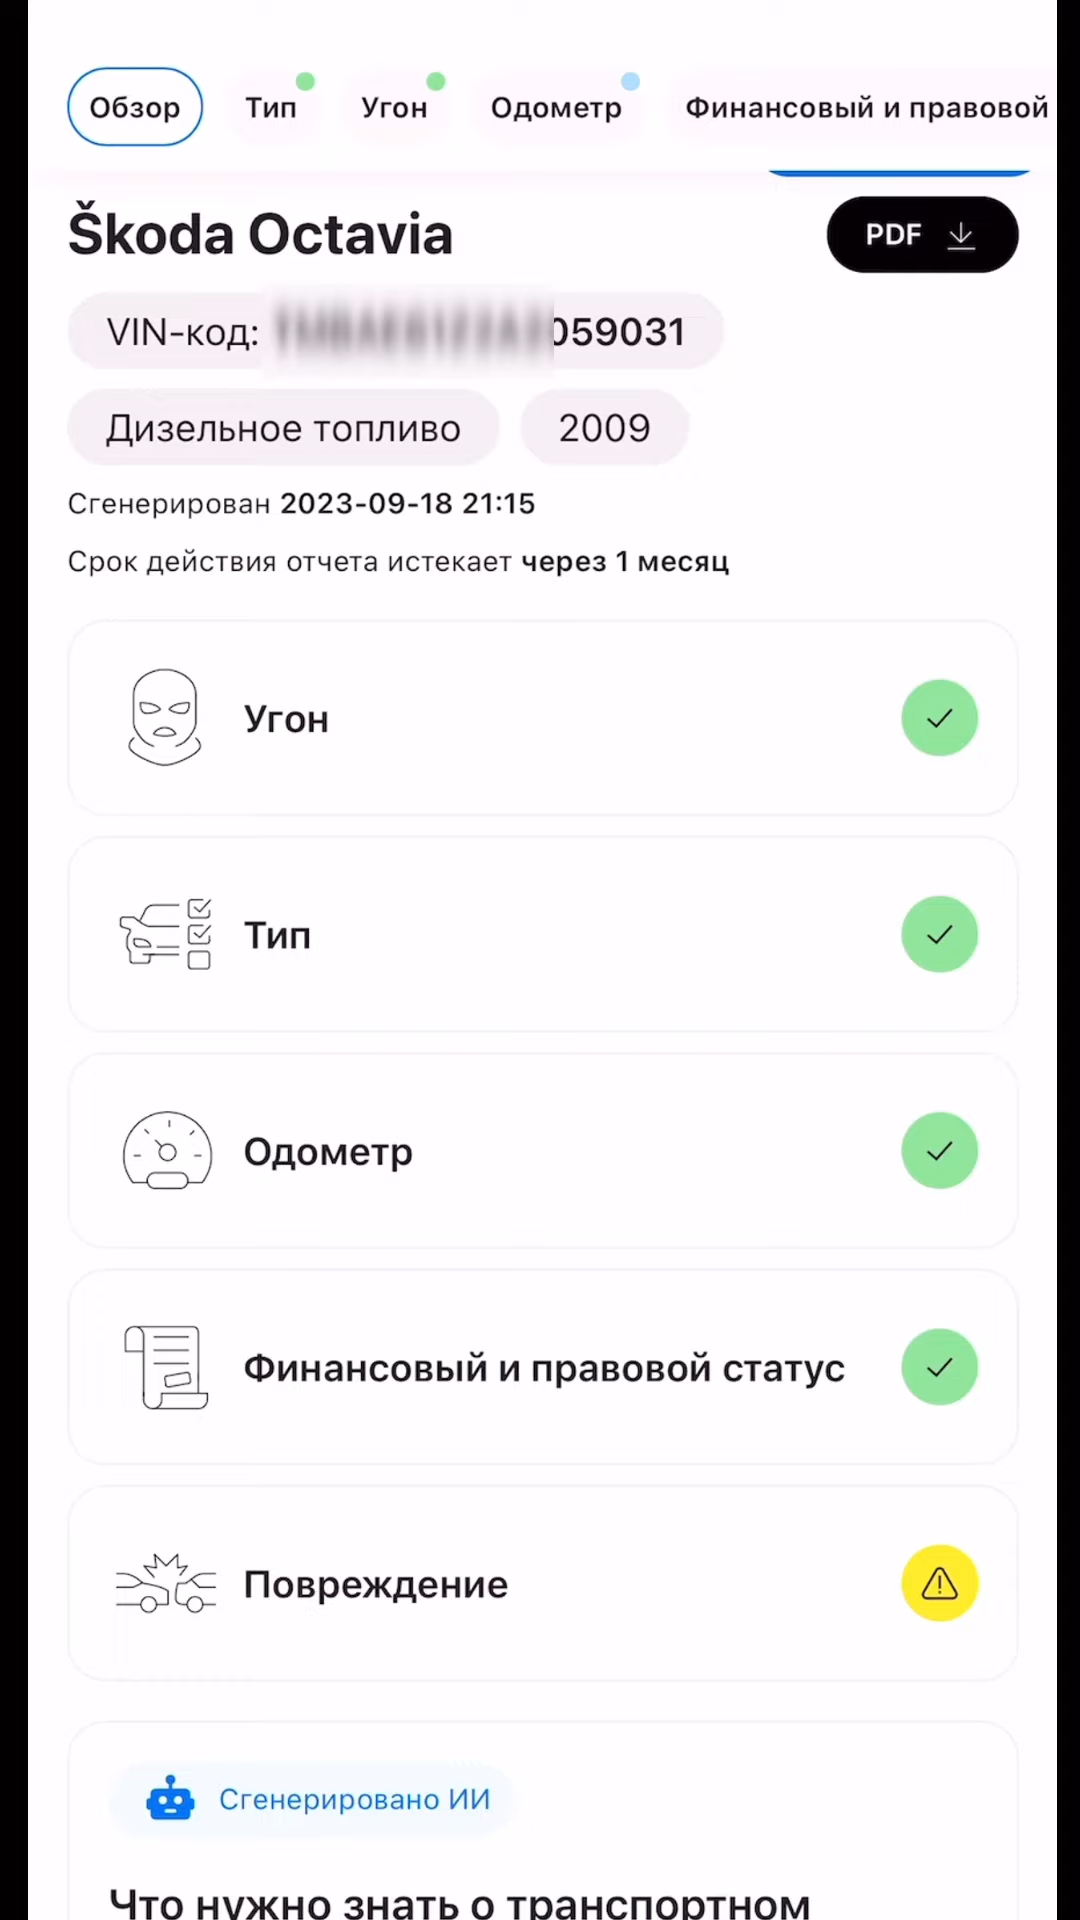 Обзор Тип Угон Одометр Финансовый и правовой
Škoda Octavia
PDF
VIN-код: 059031
Дизельное топливо 2009
Сгенерирован 2023-09-18 21:15
Срок действия отчета истекает через 1 месяц
Угон
Тип
Одометр
Финансовый и правовой статус
Повреждение
Сгенерировано ИИ
Что нужно знать о транспортном